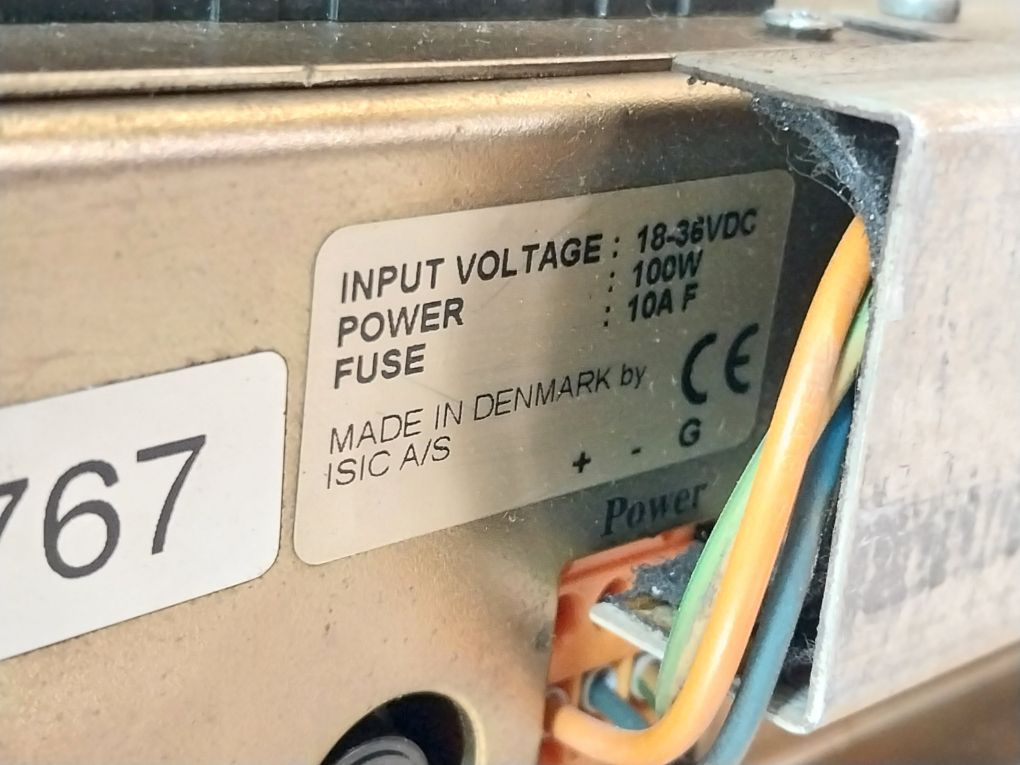 INPUT VOLTAGE : 18-36VDC
POWER : 100W
FUSE : 10A F
MADE IN DENMARK by
ISIC A/S
CE
+ - G
Power
767